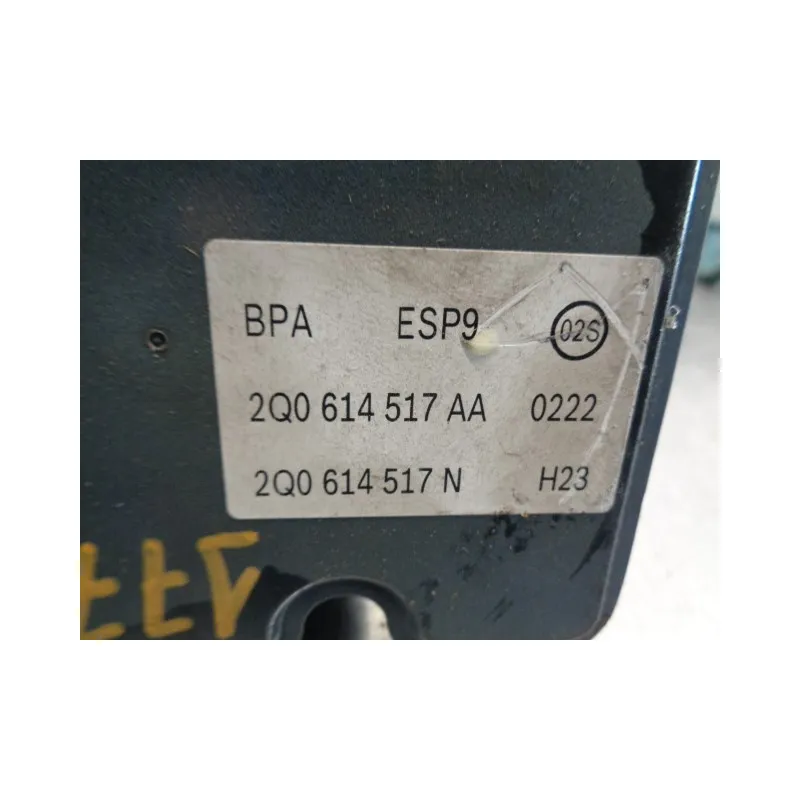 BPA ESP9 02S
2Q0 614 517 AA 0222
2Q0 614 517 N H23